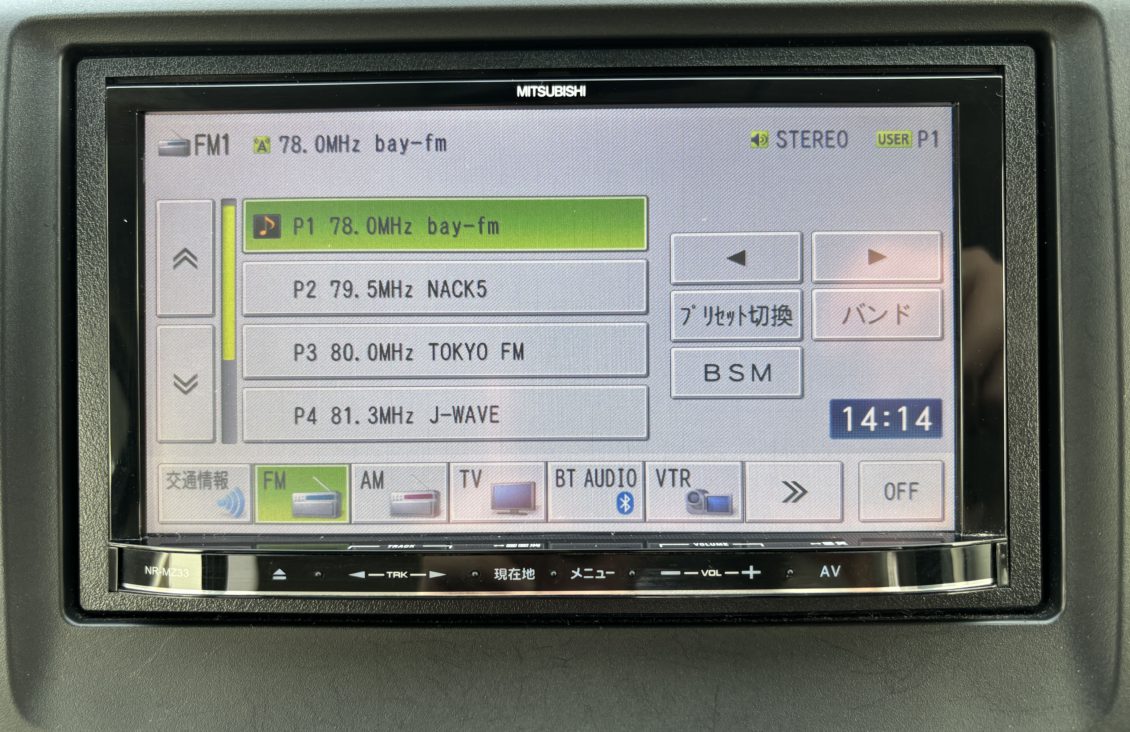 MITSUBISHI
FM1 78.0MHz bay-fm STEREO USER P1
P1 78.0MHz bay-fm
P2 79.5MHz NACK5
P3 80.0MHz TOKYO FM
P4 81.3MHz J-WAVE
◀ ▶
プリセット切換 バンド
BSM
14:14
交通情報 FM AM TV BT AUDIO VTR OFF
NR-MZ33 TRK 現在地 メニュー VOL AV